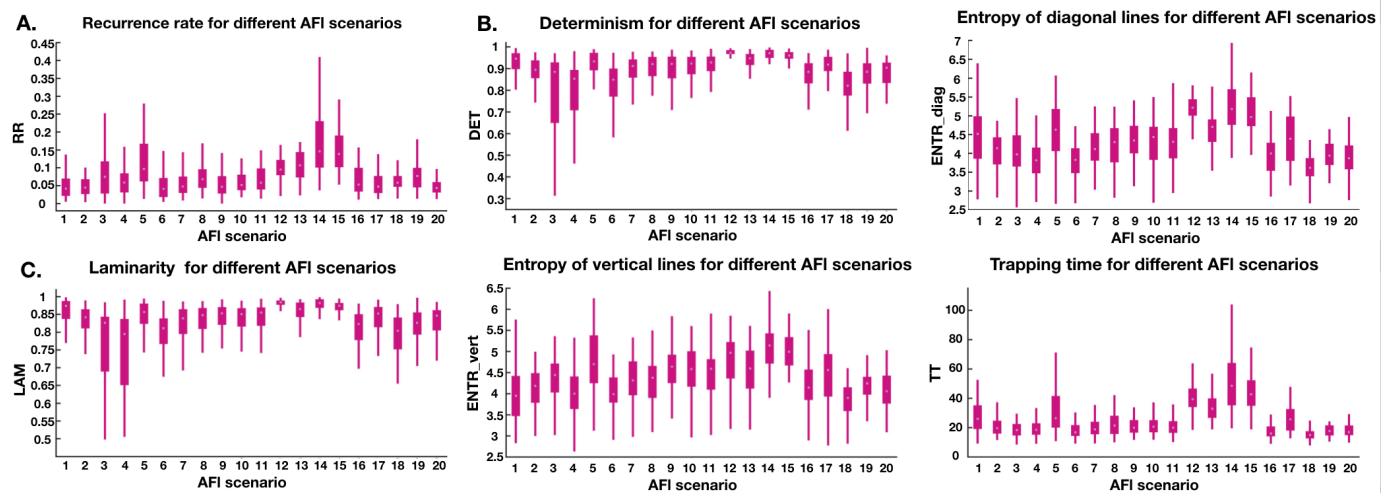 A.
Recurrence rate for different AFI scenarios
RR
0.45
0.4
0.35
0.3
0.25
0.2
0.15
0.1
0.05
0
1 2 3 4 5 6 7 8 9 10 11 12 13 14 15 16 17 18 19 20
AFI scenario
B.
Determinism for different AFI scenarios
DET
1
0.9
0.8
0.7
0.6
0.5
0.4
0.3
1 2 3 4 5 6 7 8 9 10 11 12 13 14 15 16 17 18 19 20
AFI scenario
Entropy of diagonal lines for different AFI scenarios
ENTR_diag
7
6.5
6
5.5
5
4.5
4
3.5
3
2.5
1 2 3 4 5 6 7 8 9 10 11 12 13 14 15 16 17 18 19 20
AFI scenario
C.
Laminarity for different AFI scenarios
LAM
1
0.85
0.9
0.85
0.8
0.75
0.7
0.65
0.6
0.5
1 2 3 4 5 6 7 8 9 10 11 12 13 14 15 16 17 18 19 20
AFI scenario
Entropy of vertical lines for different AFI scenarios
ENTR_vert
6.5
6
5.5
5
4.5
4
3.5
3
2.5
1 2 3 4 5 6 7 8 9 10 11 12 13 14 15 16 17 18 19 20
AFI scenario
Trapping time for different AFI scenarios
TT
100
80
60
40
20
0
1 2 3 4 5 6 7 8 9 10 11 12 13 14 15 16 17 18 19 20
AFI scenario